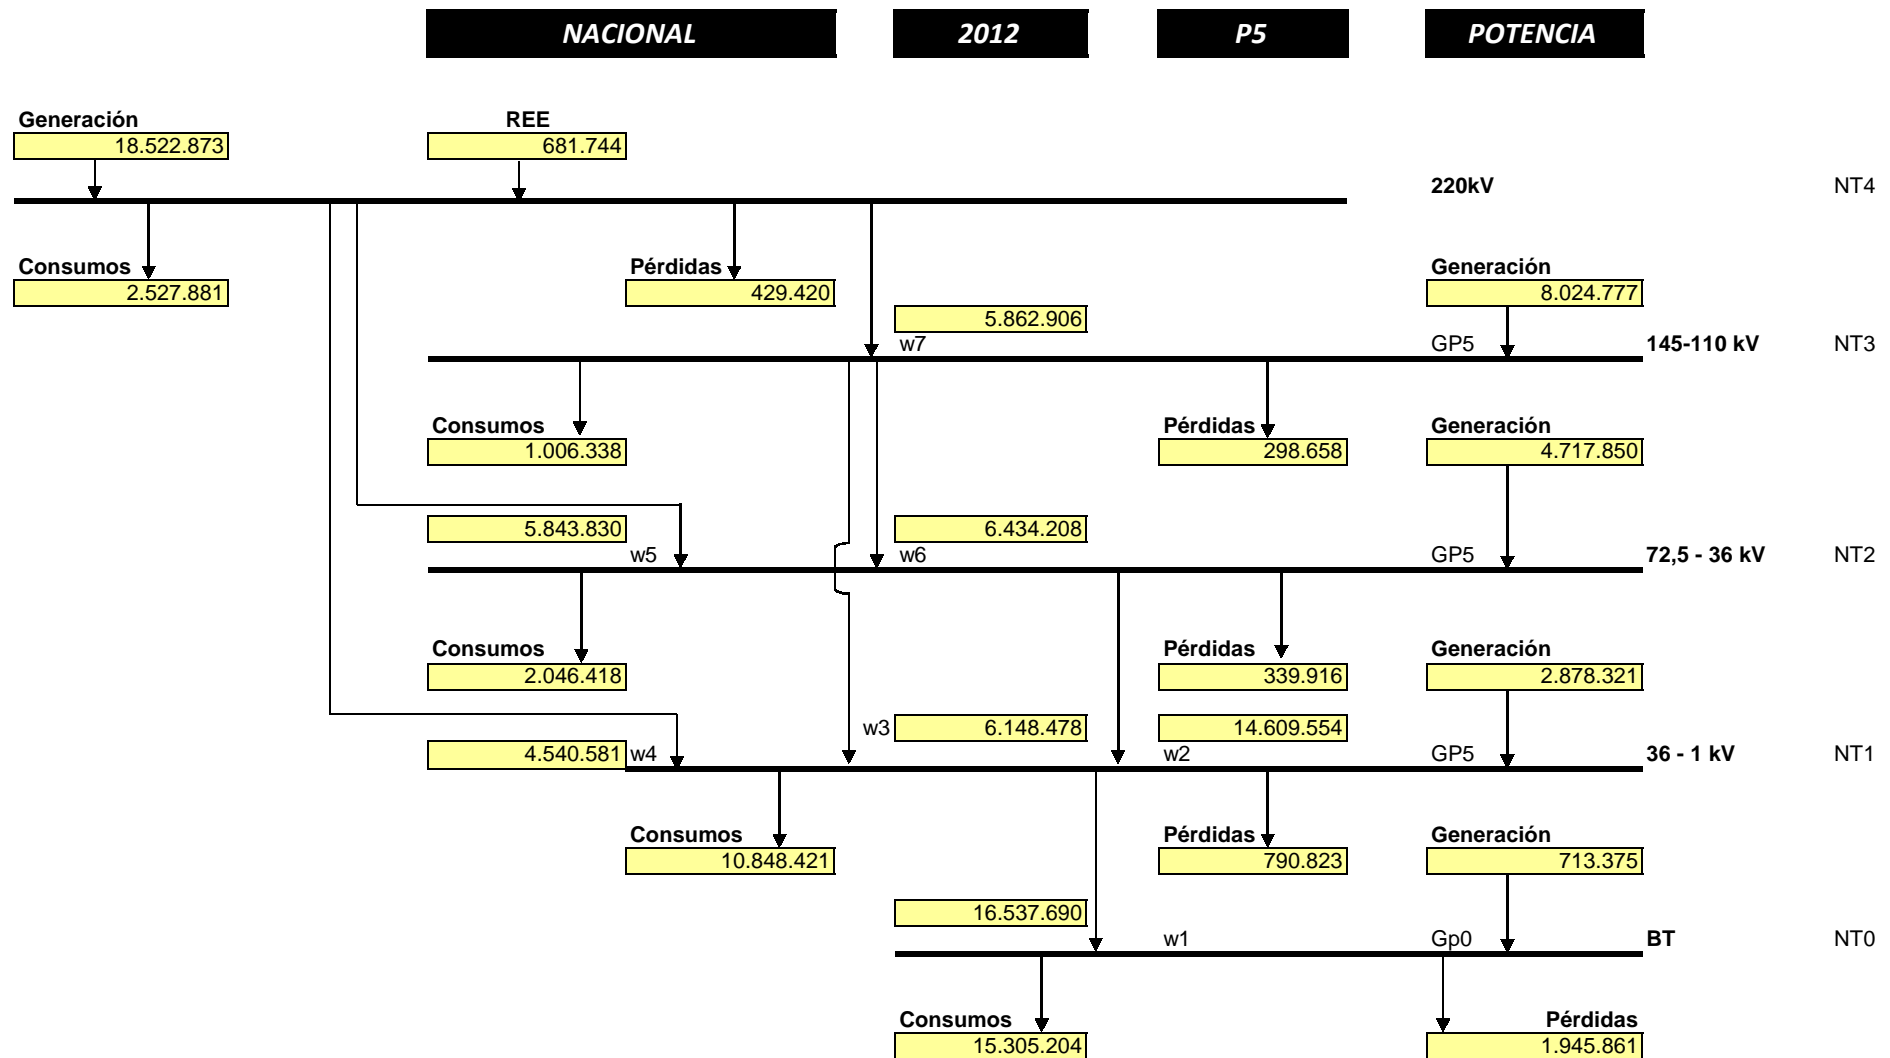 NACIONAL 2012 P5 POTENCIA
Generación REE
18.522.873 681.744
220kV NT4
Consumos Pérdidas Generación
2.527.881 429.420 8.024.777
5.862.906
w7 GP5 145-110 kV NT3
Consumos Pérdidas Generación
1.006.338 298.658 4.717.850
5.843.830 6.434.208
w5 w6 GP5 72,5 - 36 kV NT2
Consumos Pérdidas Generación
2.046.418 339.916 2.878.321
w3 6.148.478 14.609.554
4.540.581 w4 w2 GP5 36 - 1 kV NT1
Consumos Pérdidas Generación
10.848.421 790.823 713.375
16.537.690
w1 Gp0 BT NT0
Consumos Pérdidas
15.305.204 1.945.861